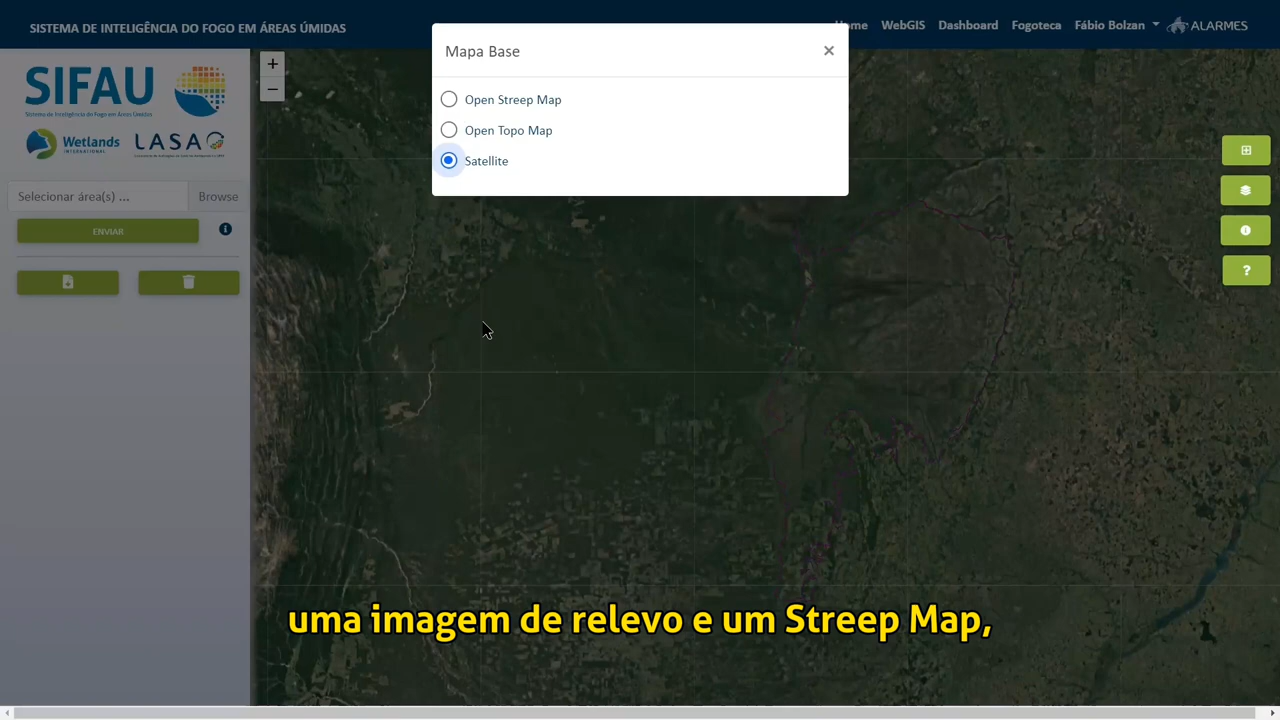 SISTEMA DE INTELIGÊNCIA DO FOGO EM ÁREAS ÚMIDAS
Home WebGIS Dashboard Fogoteca Fábio Bolzan ALARMES
Mapa Base
Open Streep Map
Open Topo Map
Satellite
SIFAU
Sistema de Inteligência do Fogo em Áreas Úmidas
Wetlands
INTERNATIONAL
LASA
Selecionar área(s) ... Browse
ENVIAR
uma imagem de relevo e um Streep Map,